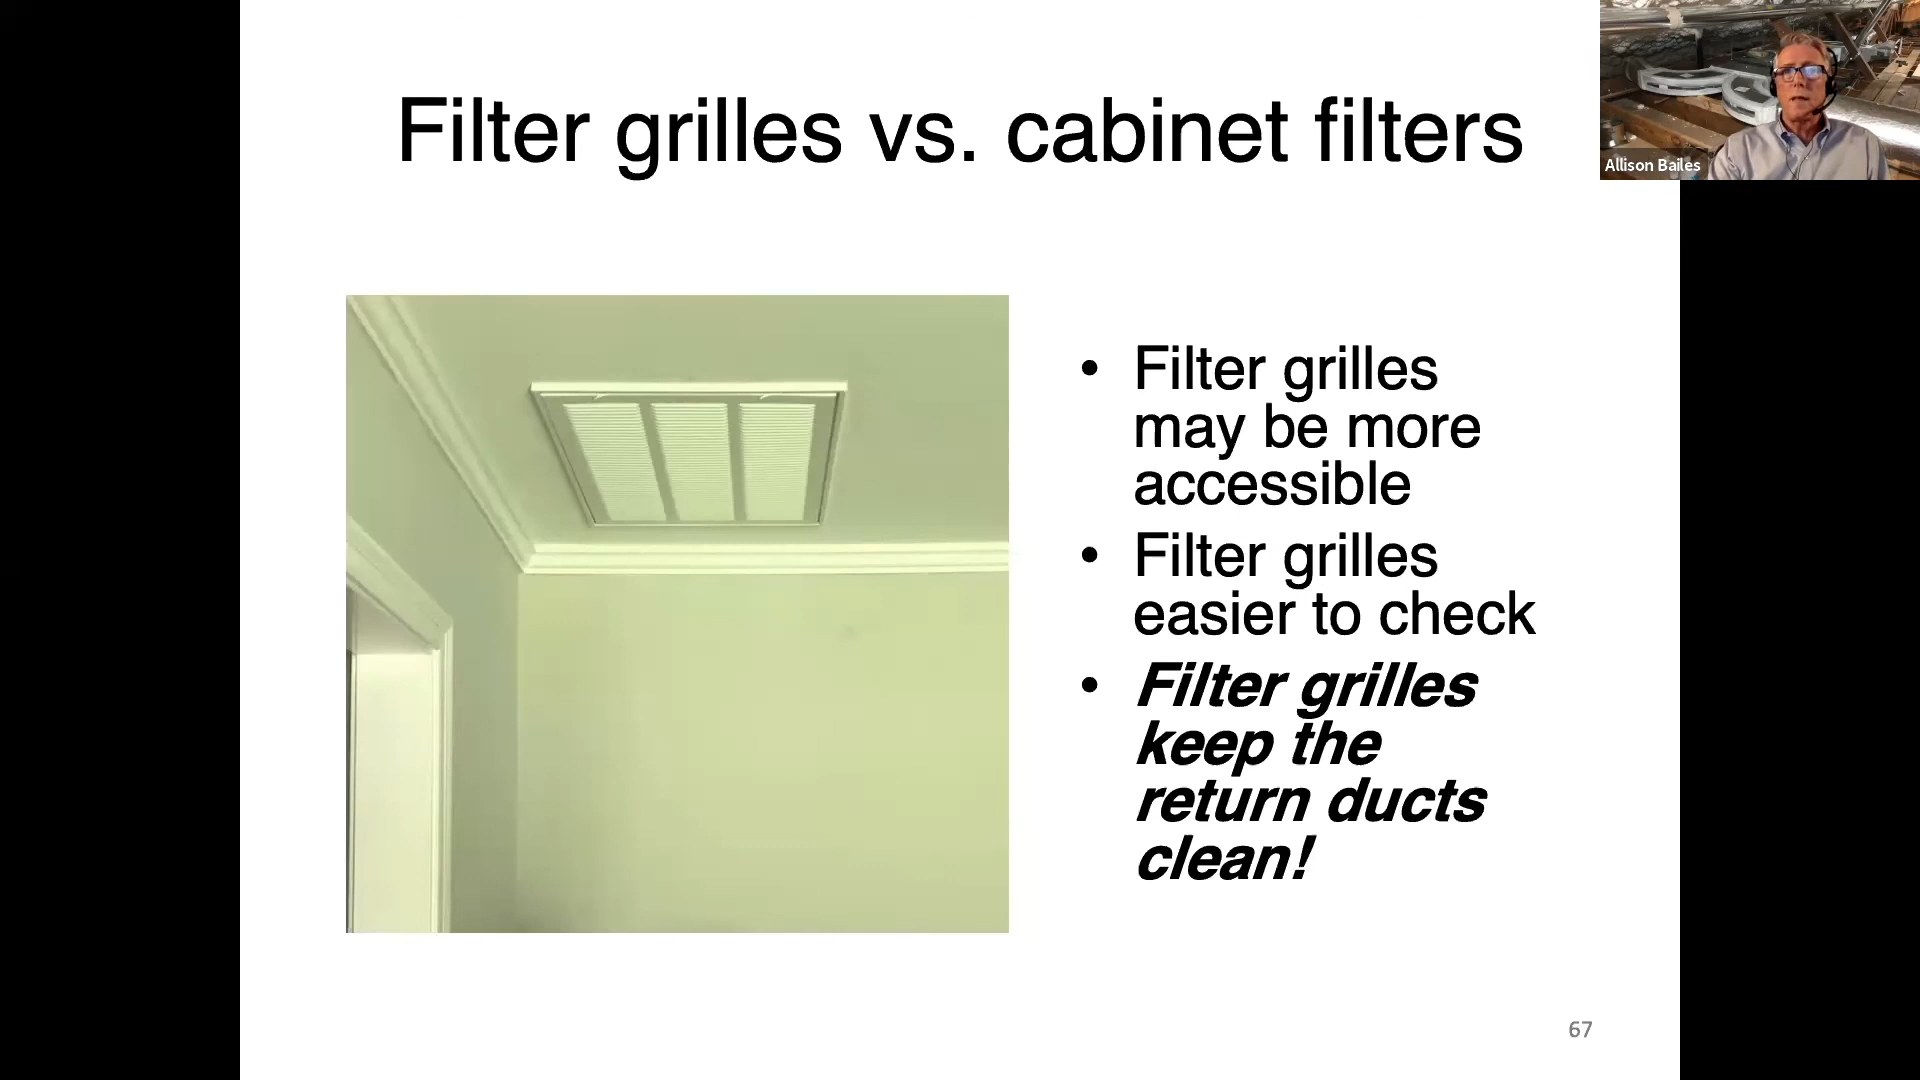 Filter grilles vs. cabinet filters
Allison Bailes
• Filter grilles
may be more
accessible
• Filter grilles
easier to check
• Filter grilles
keep the
return ducts
clean!
67